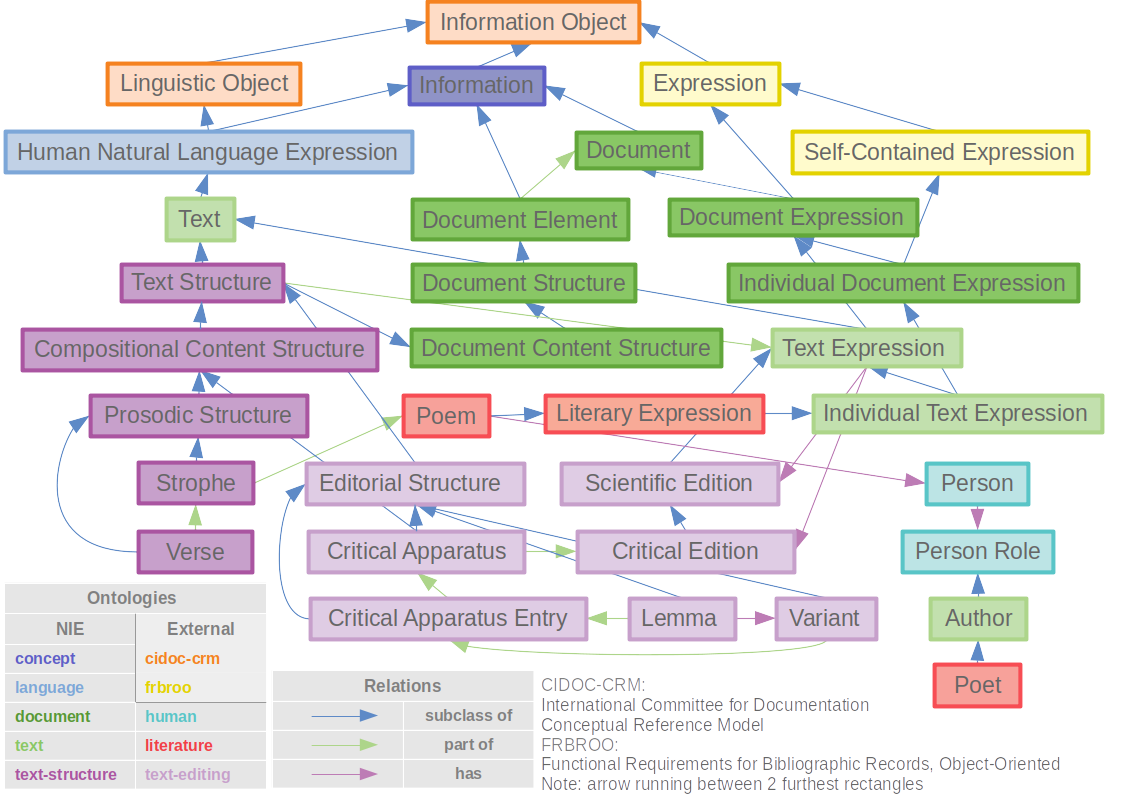 Information Object
Linguistic Object
Information
Expression
Human Natural Language Expression
Document
Self-Contained Expression
Text
Document Element
Document Expression
Text Structure
Document Structure
Individual Document Expression
Compositional Content Structure
Document Content Structure
Text Expression
Prosodic Structure
Poem
Literary Expression
Individual Text Expression
Strophe
Editorial Structure
Scientific Edition
Person
Verse
Critical Apparatus
Critical Edition
Person Role
Critical Apparatus Entry
Lemma
Variant
Author
Poet
Ontologies
NIE
External
concept
cidoc-crm
language
frbroo
document
human
text
literature
text-structure
text-editing
Relations
subclass of
part of
has
CIDOC-CRM:
International Committee for Documentation
Conceptual Reference Model
FRBROO:
Functional Requirements for Bibliographic Records, Object-Oriented
Note: arrow running between 2 furthest rectangles